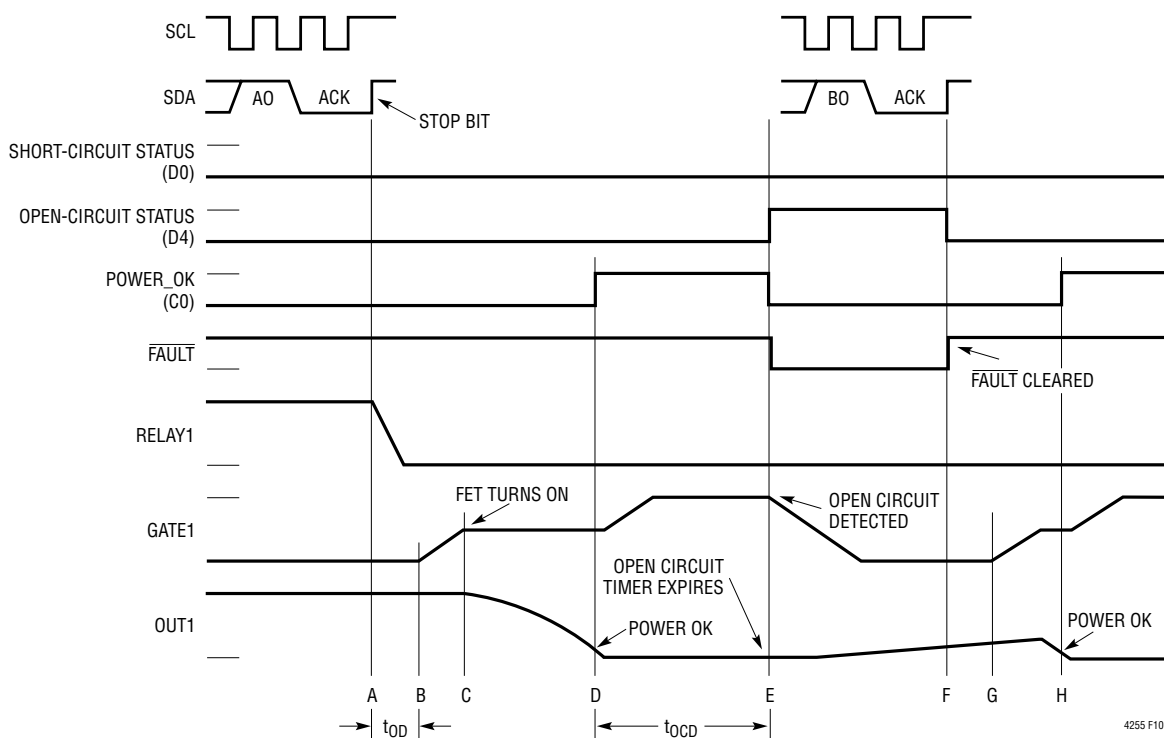 SCL
SDA
AO
ACK
STOP BIT
BO
ACK
SHORT-CIRCUIT STATUS
(D0)
OPEN-CIRCUIT STATUS
(D4)
POWER_OK
(C0)
FAULT
FAULT CLEARED
RELAY1
FET TURNS ON
GATE1
OPEN CIRCUIT
DETECTED
OPEN CIRCUIT
TIMER EXPIRES
OUT1
POWER OK
POWER OK
A B C D E F G H
tOD
tOCD
4255 F10